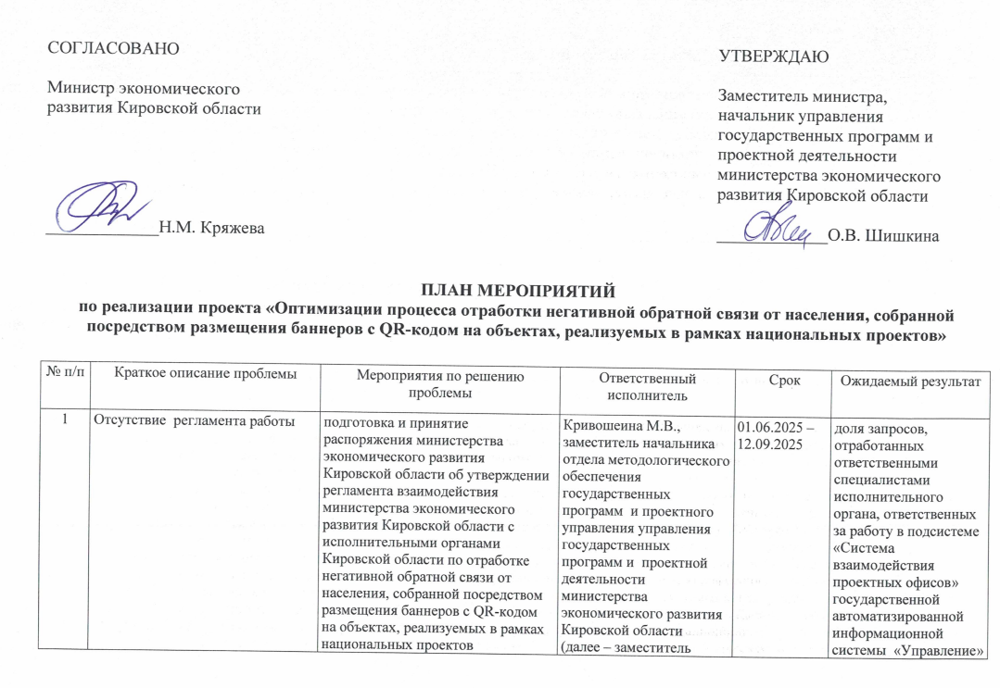 СОГЛАСОВАНО
Министр экономического
развития Кировской области
Н.М. Кряжева
УТВЕРЖДАЮ
Заместитель министра,
начальник управления
государственных программ и
проектной деятельности
министерства экономического
развития Кировской области
О.В. Шишкина
ПЛАН МЕРОПРИЯТИЙ
по реализации проекта «Оптимизации процесса отработки негативной обратной связи от населения, собранной
посредством размещения баннеров с QR-кодом на объектах, реализуемых в рамках национальных проектов»
№ п/п
Краткое описание проблемы
Мероприятия по решению
проблемы
Ответственный
исполнитель
Срок
Ожидаемый результат
1
Отсутствие регламента работы
подготовка и принятие
распоряжения министерства
экономического развития
Кировской области об утверждении
регламента взаимодействия
министерства экономического
развития Кировской области с
исполнительными органами
Кировской области по отработке
негативной обратной связи от
населения, собранной посредством
размещения баннеров с QR-кодом
на объектах, реализуемых в рамках
национальных проектов
Кривошеина М.В.,
заместитель начальника
отдела методологического
обеспечения
государственных
программ и проектного
управления управления
государственных
программ и проектной
деятельности
министерства
экономического развития
Кировской области
(далее – заместитель
01.06.2025 –
12.09.2025
доля запросов,
отработанных
ответственными
специалистами
исполнительного
органа, ответственных
за работу в подсистеме
«Система
взаимодействия
проектных офисов»
государственной
автоматизированной
информационной
системы «Управление»